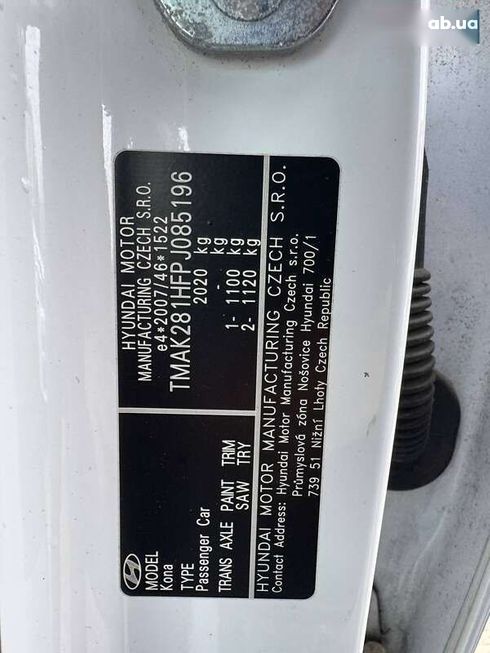 ab.ua
HYUNDAI MOTOR
MANUFACTURING CZECH S.R.O.
e4*2007/46*1522
TMAK281HFPJ085196
2020 kg
kg
1- 1100 kg
2- 1120 kg
MODEL
Kona
TYPE
Passenger Car
TRANS AXLE PAINT TRIM
SAW TRY
HYUNDAI MOTOR MANUFACTURING CZECH S.R.O.
Contact Address: Hyundai Motor Manufacturing Czech s.r.o.
Průmyslová zóna Nošovice Hyundai 700/1
739 51 Nižní Lhoty Czech Republic